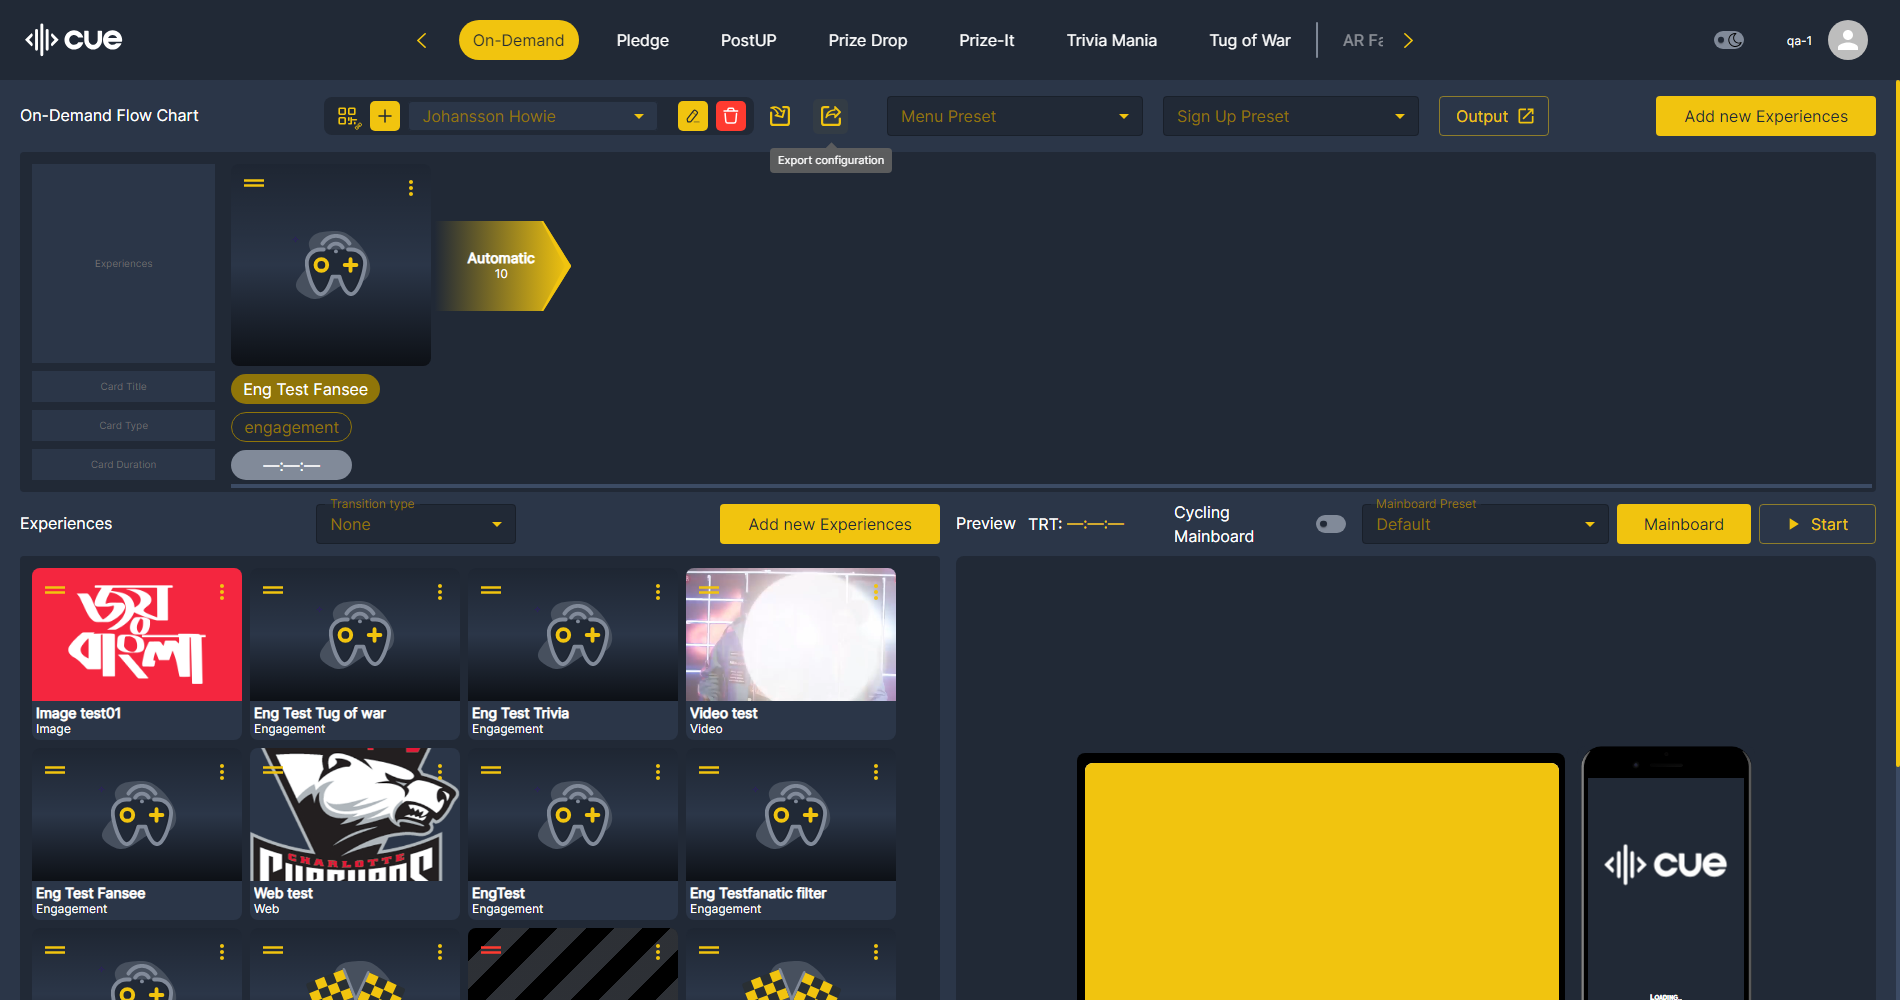 cue
On-Demand
Pledge
PostUP
Prize Drop
Prize-It
Trivia Mania
Tug of War
AR Fa
qa-1
On-Demand Flow Chart
Johansson Howie
Menu Preset
Sign Up Preset
Output
Add new Experiences
Export configuration
Experiences
Automatic
10
Card Title
Eng Test Fansee
Card Type
engagement
Card Duration
—:—:—
Experiences
Transition type
None
Add new Experiences
Preview
TRT: —:—:—
Cycling
Mainboard
Mainboard Preset
Default
Mainboard
Start
জয়
বাংলা
Image test01
Image
Eng Test Tug of war
Engagement
Eng Test Trivia
Engagement
Video test
Video
CHARLOTTE
Eng Test Fansee
Engagement
Web test
Web
EngTest
Engagement
Eng Testfanatic filter
Engagement
cue
LOADING